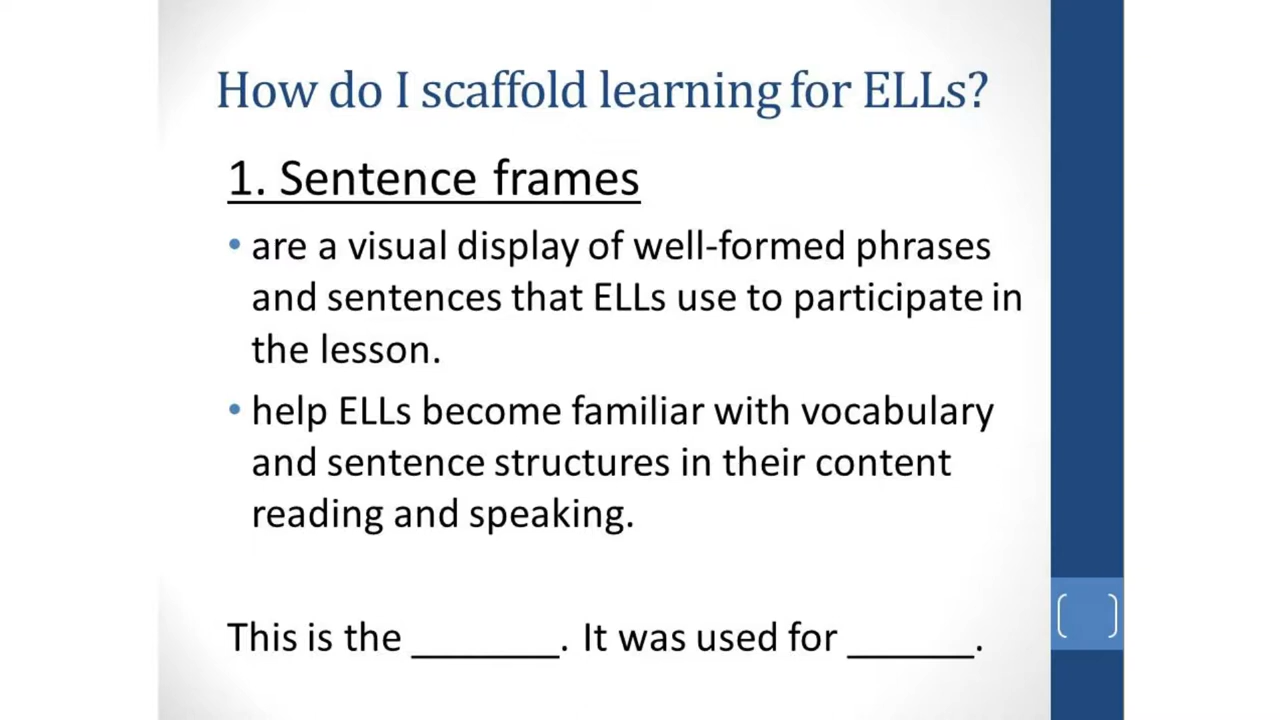 How do I scaffold learning for ELLs?
1. Sentence frames
• are a visual display of well-formed phrases
and sentences that ELLs use to participate in
the lesson.
• help ELLs become familiar with vocabulary
and sentence structures in their content
reading and speaking.
This is the _______. It was used for ______.